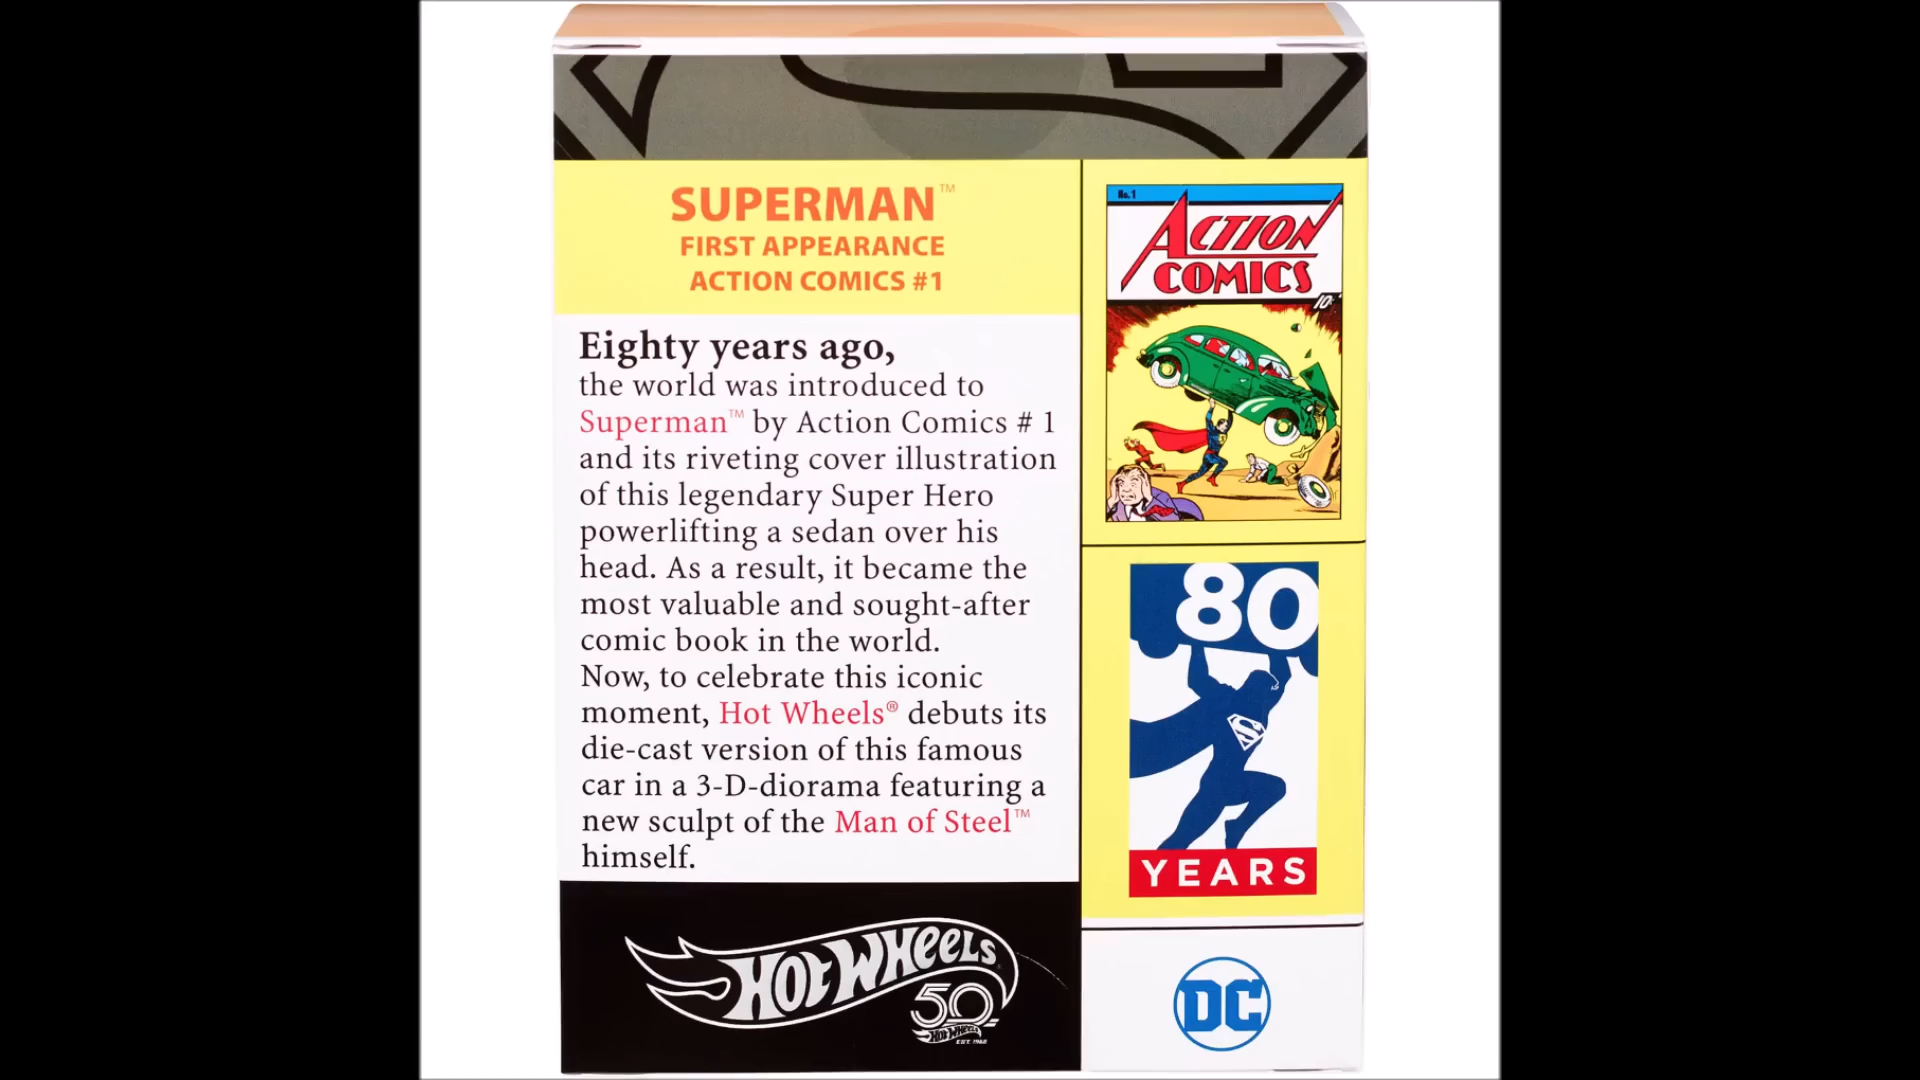 SUPERMAN™
FIRST APPEARANCE
ACTION COMICS #1
Eighty years ago,
the world was introduced to
Superman™ by Action Comics # 1
and its riveting cover illustration
of this legendary Super Hero
powerlifting a sedan over his
head. As a result, it became the
most valuable and sought-after
comic book in the world.
Now, to celebrate this iconic
moment, Hot Wheels® debuts its
die-cast version of this famous
car in a 3-D-diorama featuring a
new sculpt of the Man of Steel™
himself.
HOT WHEELS
50
HOT WHEELS
EST. 1968
No.1
ACTION
COMICS
10¢
80
S
YEARS
DC